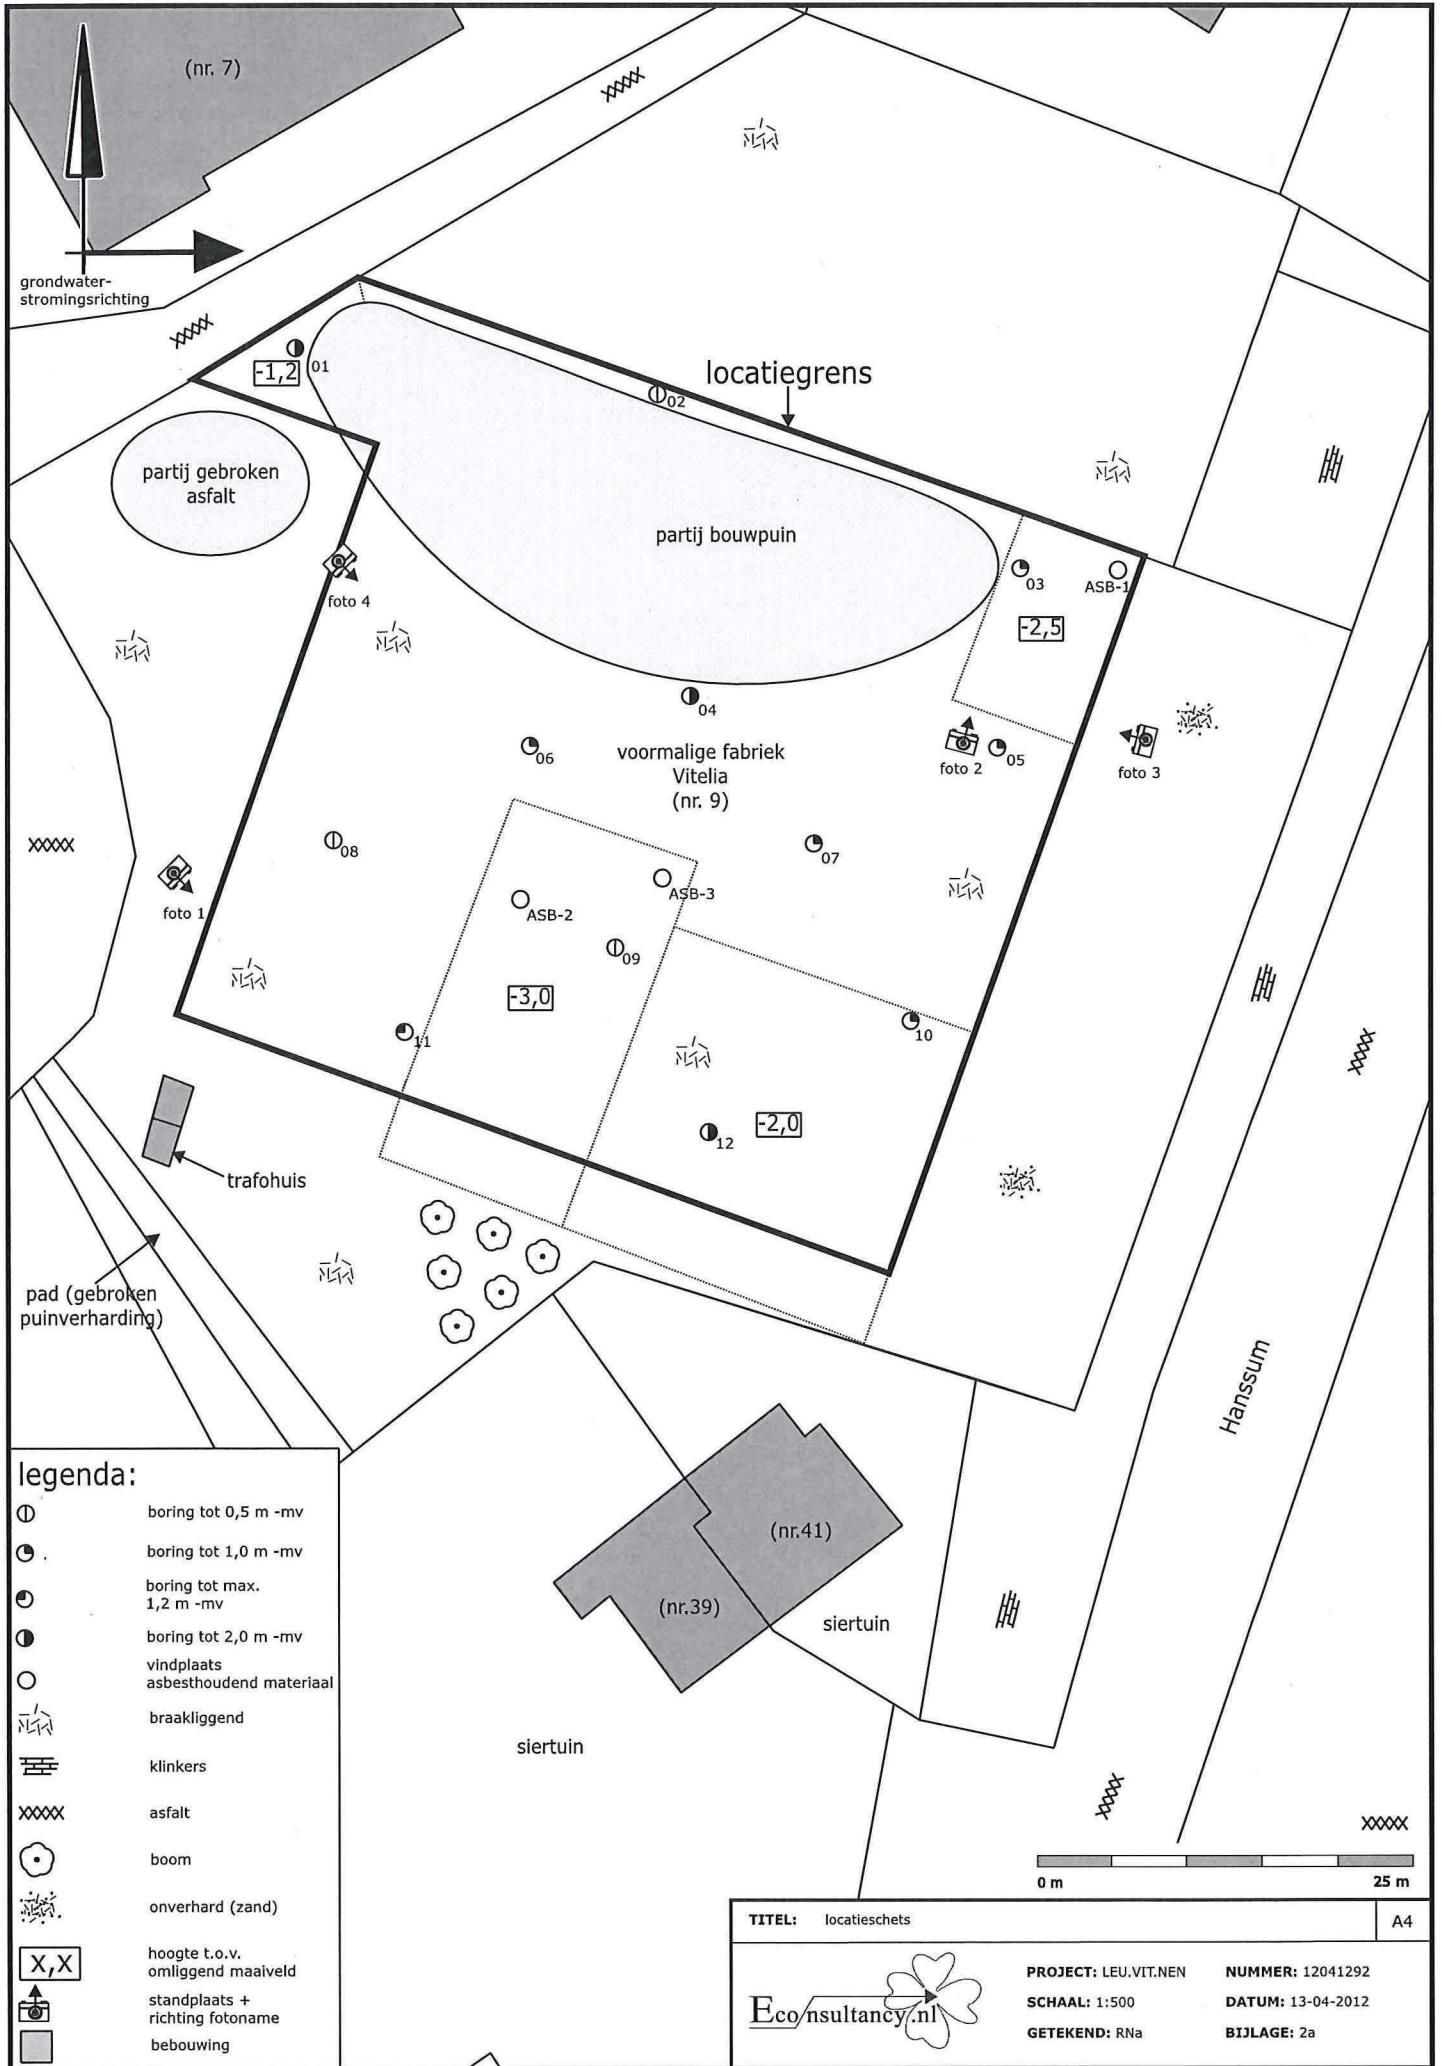 (nr. 7)
grondwater-
stromingsrichting
01
-1,2
02
locatiegrens
partij gebroken
asfalt
partij bouwpuin
03
ASB-1
foto 4
-2,5
04
06
voormalige fabriek
Vitelia
(nr. 9)
foto 2
05
foto 3
08
07
foto 1
ASB-2
ASB-3
09
-3,0
11
10
12
-2,0
trafohuis
pad (gebroken
puinverharding)
Hanssum
(nr.41)
(nr.39)
siertuin
siertuin
legenda:
boring tot 0,5 m -mv
boring tot 1,0 m -mv
boring tot max.
1,2 m -mv
boring tot 2,0 m -mv
vindplaats
asbesthoudend materiaal
braakliggend
klinkers
asfalt
boom
onverhard (zand)
X,X
hoogte t.o.v.
omliggend maaiveld
standplaats +
richting fotoname
bebouwing
0 m 25 m
TITEL: locatieschets
A4
Econsultancy.nl
PROJECT: LEU.VIT.NEN NUMMER: 12041292
SCHAAL: 1:500 DATUM: 13-04-2012
GETEKEND: RNa BIJLAGE: 2a